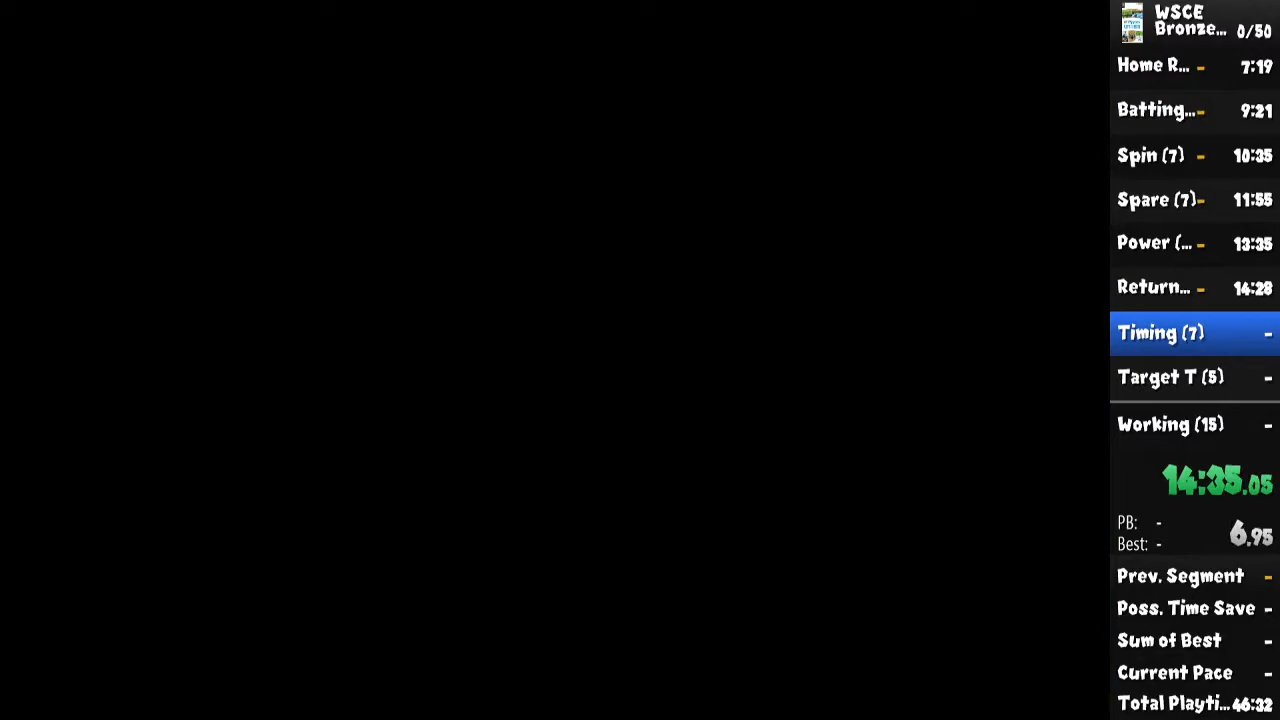 WSCE
Bronze... 0/50
Home R... - 7:19
Batting... - 9:21
Spin (7) - 10:35
Spare (7) - 11:55
Power (... - 13:35
Return... - 14:28
Timing (7) -
Target T (5) -
Working (15) -
14:35.05
PB: - 6.95
Best: -
Prev. Segment -
Poss. Time Save -
Sum of Best -
Current Pace -
Total Playti... 46:32